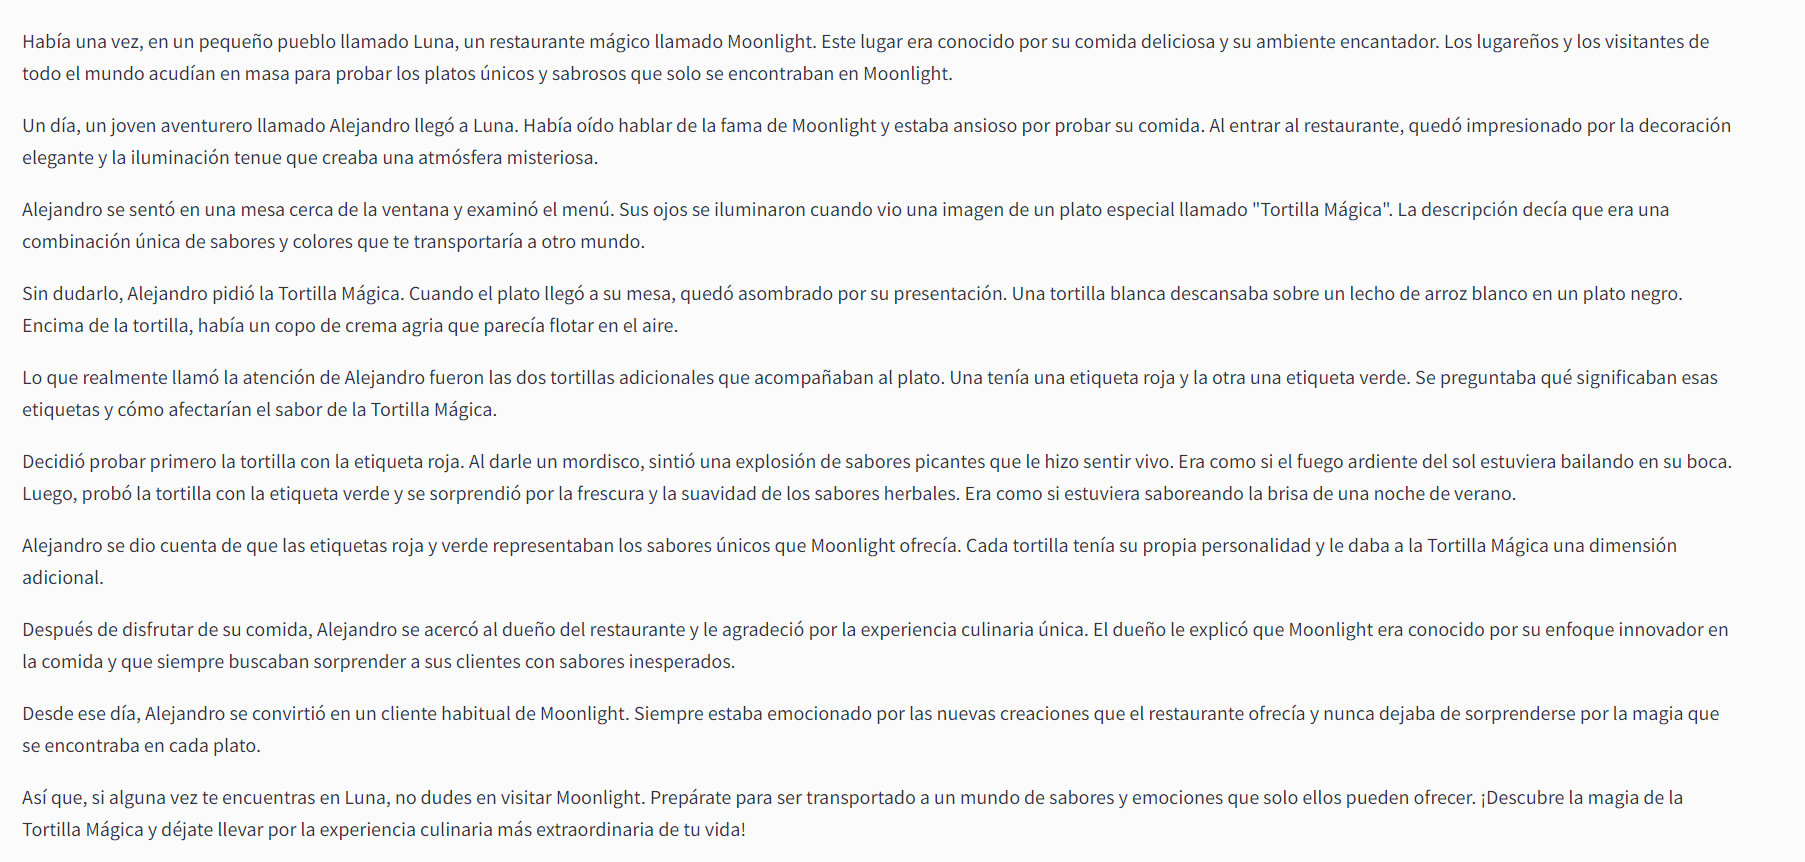 Había una vez, en un pequeño pueblo llamado Luna, un restaurante mágico llamado Moonlight. Este lugar era conocido por su comida deliciosa y su ambiente encantador. Los lugareños y los visitantes de
todo el mundo acudían en masa para probar los platos únicos y sabrosos que solo se encontraban en Moonlight.
Un día, un joven aventurero llamado Alejandro llegó a Luna. Había oído hablar de la fama de Moonlight y estaba ansioso por probar su comida. Al entrar al restaurante, quedó impresionado por la decoración
elegante y la iluminación tenue que creaba una atmósfera misteriosa.
Alejandro se sentó en una mesa cerca de la ventana y examinó el menú. Sus ojos se iluminaron cuando vio una imagen de un plato especial llamado "Tortilla Mágica". La descripción decía que era una
combinación única de sabores y colores que te transportaría a otro mundo.
Sin dudarlo, Alejandro pidió la Tortilla Mágica. Cuando el plato llegó a su mesa, quedó asombrado por su presentación. Una tortilla blanca descansaba sobre un lecho de arroz blanco en un plato negro.
Encima de la tortilla, había un copo de crema agria que parecía flotar en el aire.
Lo que realmente llamó la atención de Alejandro fueron las dos tortillas adicionales que acompañaban al plato. Una tenía una etiqueta roja y la otra una etiqueta verde. Se preguntaba qué significaban esas
etiquetas y cómo afectarían el sabor de la Tortilla Mágica.
Decidió probar primero la tortilla con la etiqueta roja. Al darle un mordisco, sintió una explosión de sabores picantes que le hizo sentir vivo. Era como si el fuego ardiente del sol estuviera bailando en su boca.
Luego, probó la tortilla con la etiqueta verde y se sorprendió por la frescura y la suavidad de los sabores herbales. Era como si estuviera saboreando la brisa de una noche de verano.
Alejandro se dio cuenta de que las etiquetas roja y verde representaban los sabores únicos que Moonlight ofrecía. Cada tortilla tenía su propia personalidad y le daba a la Tortilla Mágica una dimensión
adicional.
Después de disfrutar de su comida, Alejandro se acercó al dueño del restaurante y le agradeció por la experiencia culinaria única. El dueño le explicó que Moonlight era conocido por su enfoque innovador en
la comida y que siempre buscaban sorprender a sus clientes con sabores inesperados.
Desde ese día, Alejandro se convirtió en un cliente habitual de Moonlight. Siempre estaba emocionado por las nuevas creaciones que el restaurante ofrecía y nunca dejaba de sorprenderse por la magia que
se encontraba en cada plato.
Así que, si alguna vez te encuentras en Luna, no dudes en visitar Moonlight. Prepárate para ser transportado a un mundo de sabores y emociones que solo ellos pueden ofrecer. ¡Descubre la magia de la
Tortilla Mágica y déjate llevar por la experiencia culinaria más extraordinaria de tu vida!